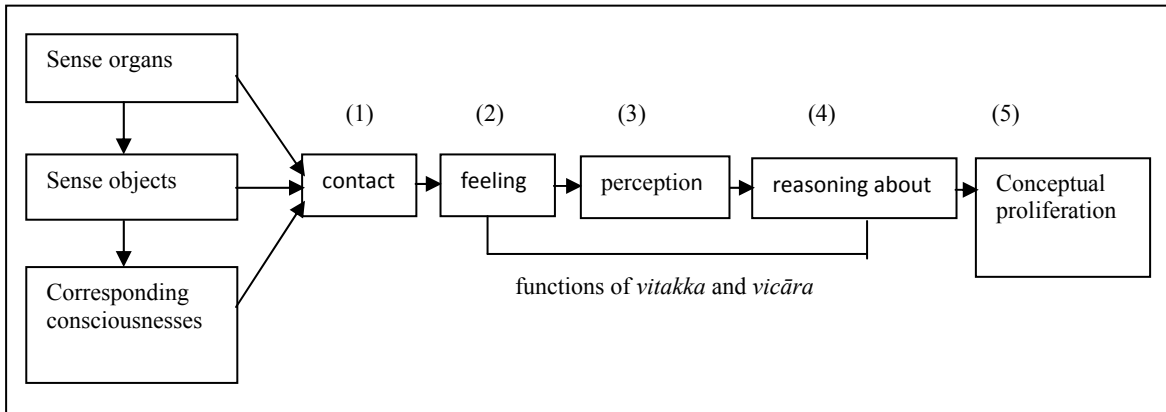 Sense organs
Sense objects
Corresponding
consciousnesses
(1)
(2)
(3)
(4)
(5)
contact
feeling
perception
reasoning about
Conceptual
proliferation
functions of vitakka and vicāra